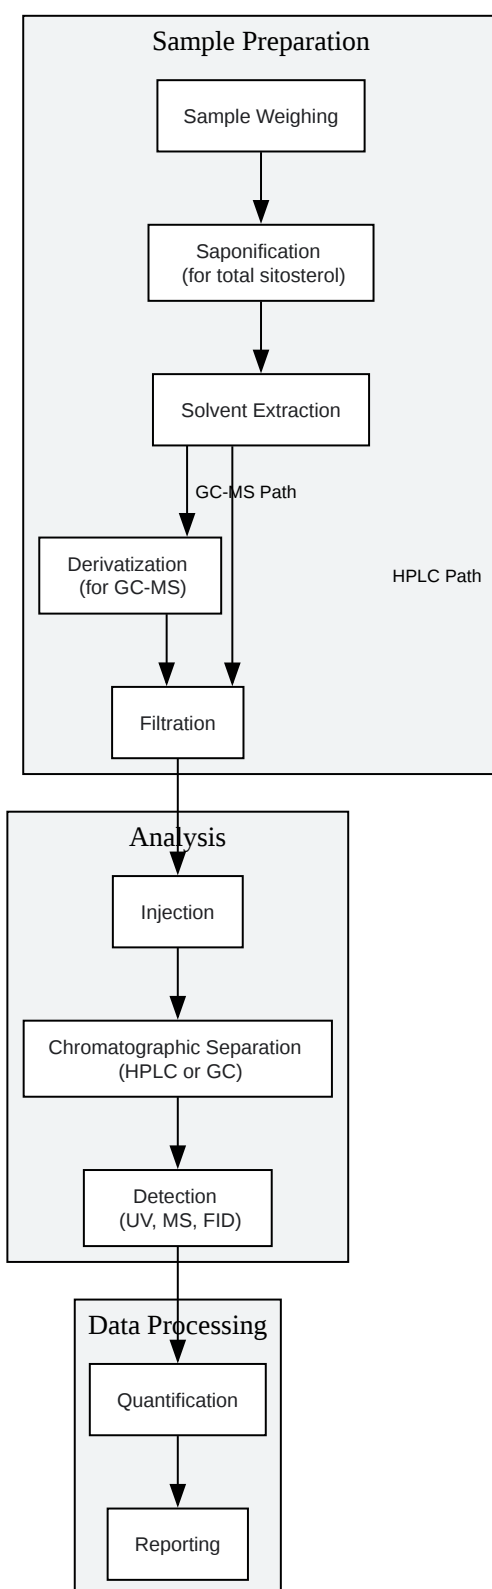 Sample Preparation
Sample Weighing
Saponification
(for total sitosterol)
Solvent Extraction
GC-MS Path
Derivatization
(for GC-MS)
HPLC Path
Filtration
Analysis
Injection
Chromatographic Separation
(HPLC or GC)
Detection
(UV, MS, FID)
Data Processing
Quantification
Reporting